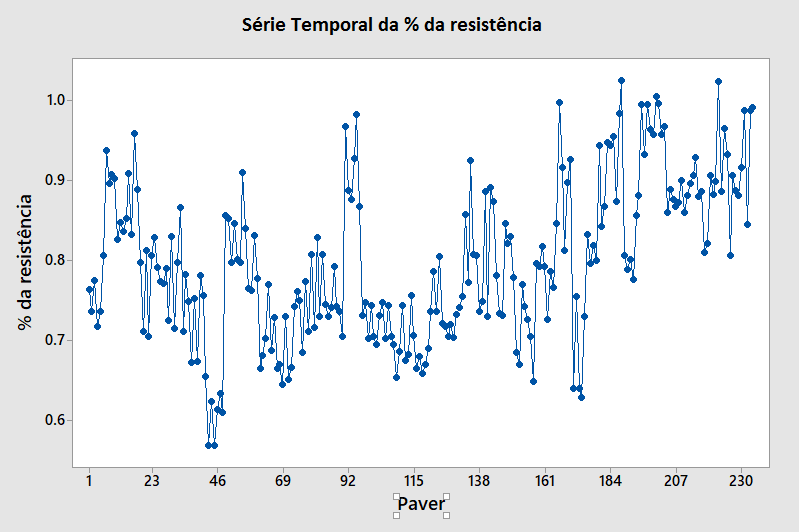 Série Temporal da % da resistência
% da resistência
1.0
0.9
0.8
0.7
0.6
1 23 46 69 92 115 138 161 184 207 230
Paver